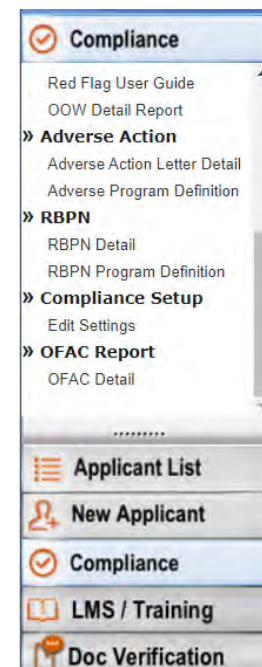 Compliance
Red Flag User Guide
OOW Detail Report
» Adverse Action
Adverse Action Letter Detail
Adverse Program Definition
» RBPN
RBPN Detail
RBPN Program Definition
» Compliance Setup
Edit Settings
» OFAC Report
OFAC Detail
Applicant List
New Applicant
Compliance
LMS / Training
Doc Verification